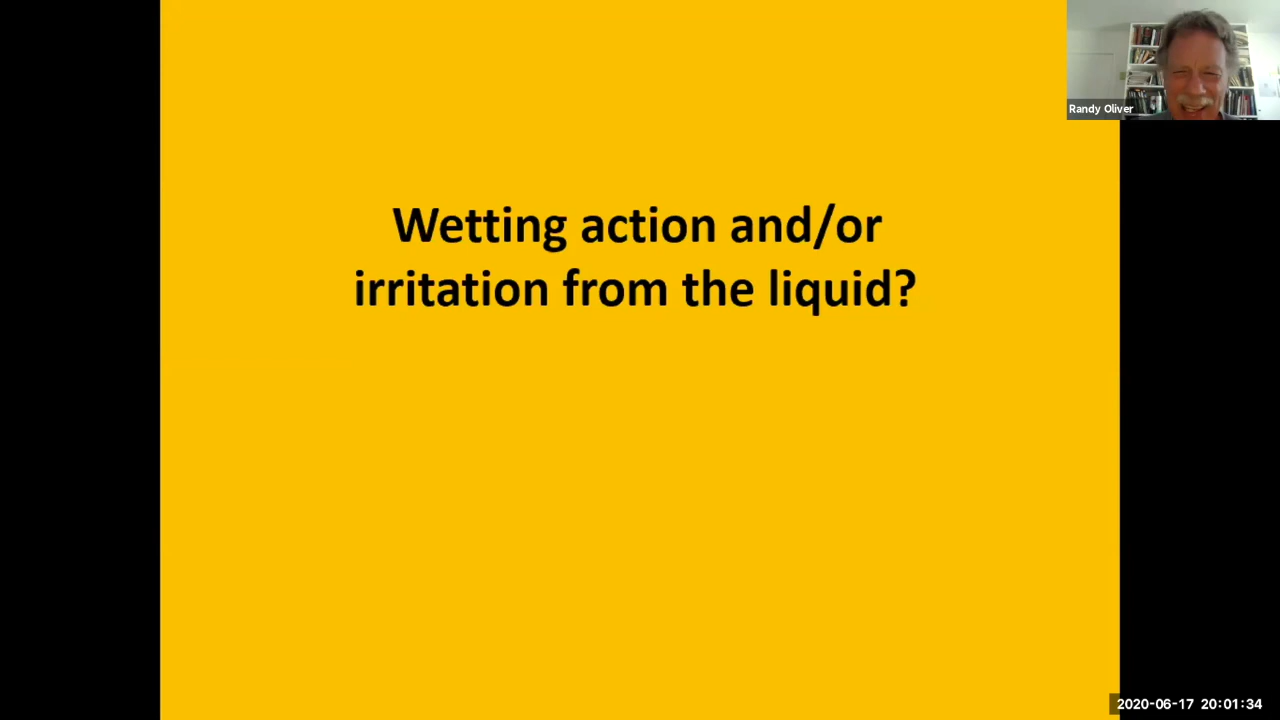 Randy Oliver
Wetting action and/or
irritation from the liquid?
2020-06-17 20:01:34